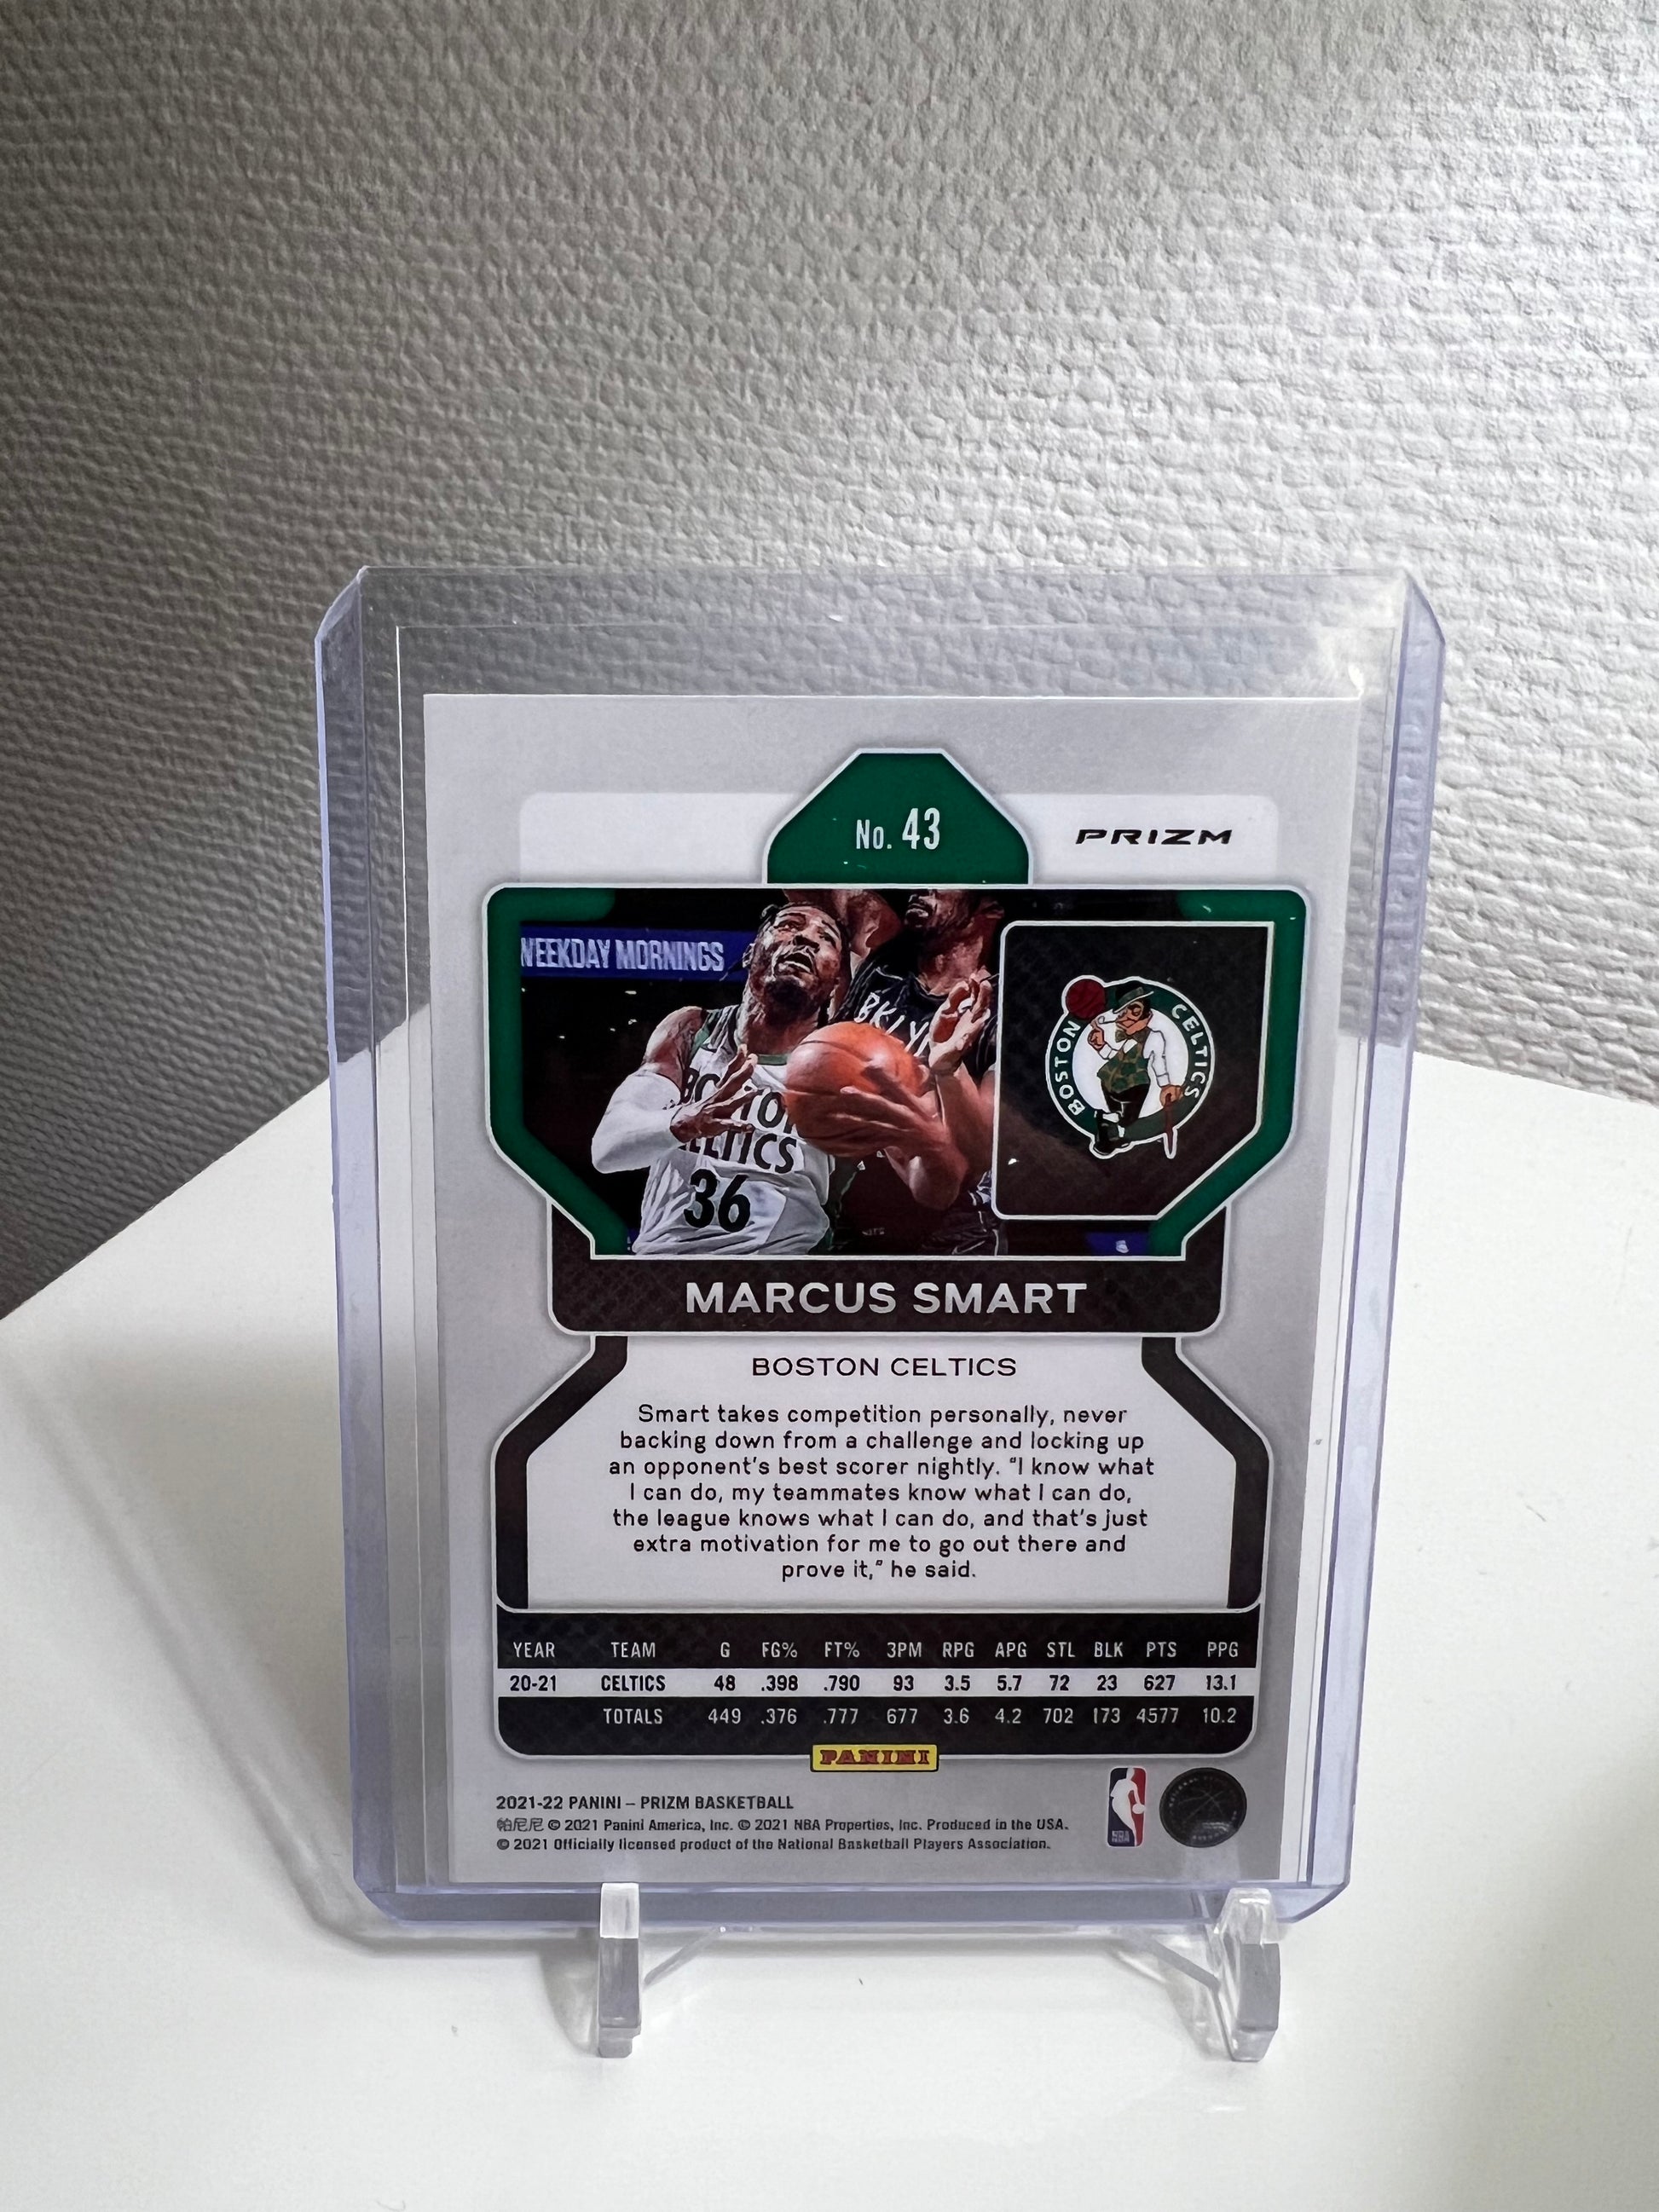 No. 43
PRIZM
WEEKDAY MORNINGS
BKLY
BOSTON
CELTICS
36
BOSTON CELTICS
MARCUS SMART
BOSTON CELTICS
Smart takes competition personally, never
backing down from a challenge and locking up
an opponent's best scorer nightly. "I know what
I can do, my teammates know what I can do,
the league knows what I can do, and that's just
extra motivation for me to go out there and
prove it," he said.
YEAR TEAM G FG% FT% 3PM RPG APG STL BLK PTS PPG
20-21 CELTICS 48 .398 .790 93 3.5 5.7 72 23 627 13.1
TOTALS 449 .376 .777 677 3.6 4.2 702 173 4577 10.2
PANINI
2021-22 PANINI – PRIZM BASKETBALL
帕尼尼 © 2021 Panini America, Inc. © 2021 NBA Properties, Inc. Produced in the USA.
© 2021 Officially licensed product of the National Basketball Players Association.